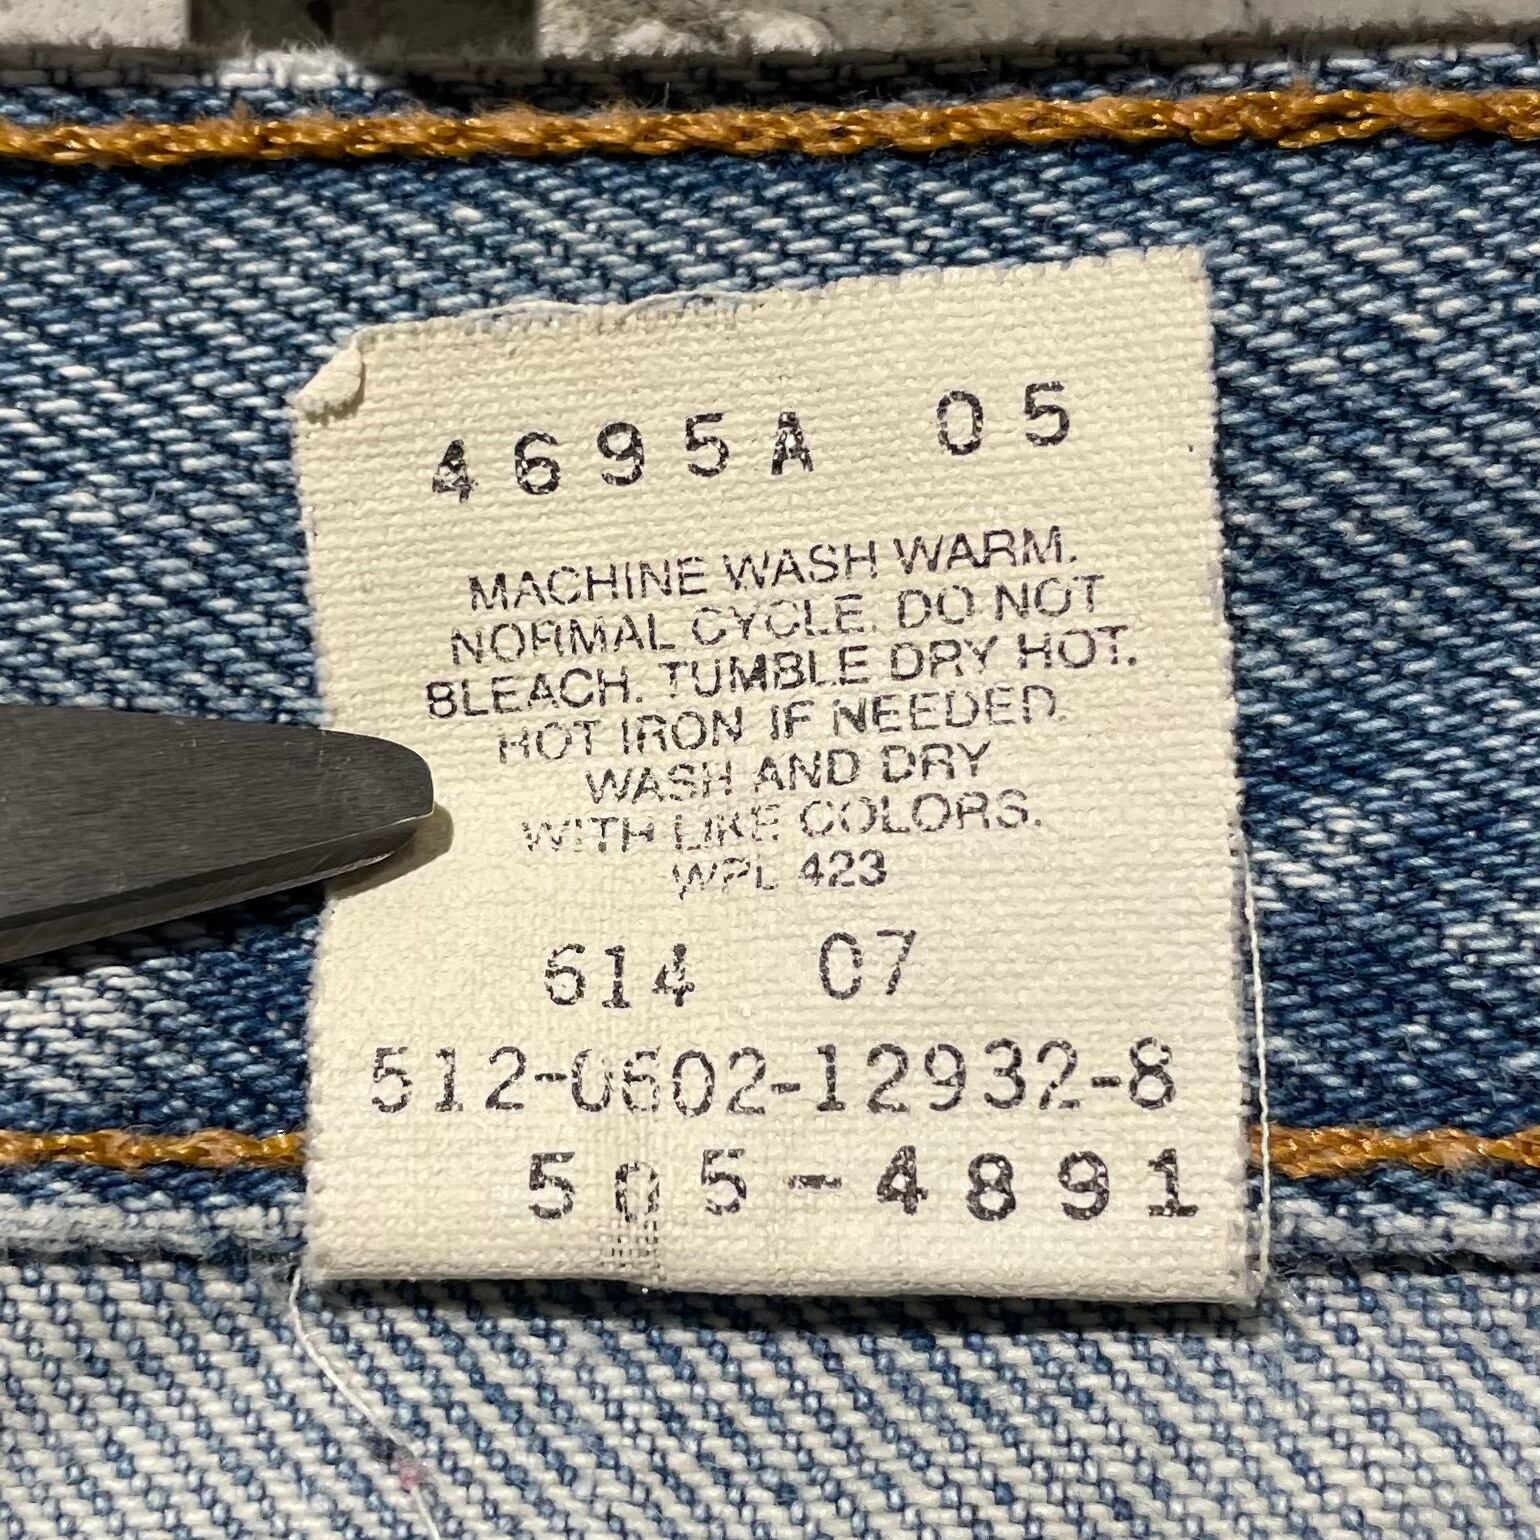 4695A 05
MACHINE WASH WARM.
NORMAL CYCLE. DO NOT
BLEACH. TUMBLE DRY HOT.
HOT IRON IF NEEDED.
WASH AND DRY
WITH LIKE COLORS.
WPL 423
614 07
512-0602-12932-8
505-4891